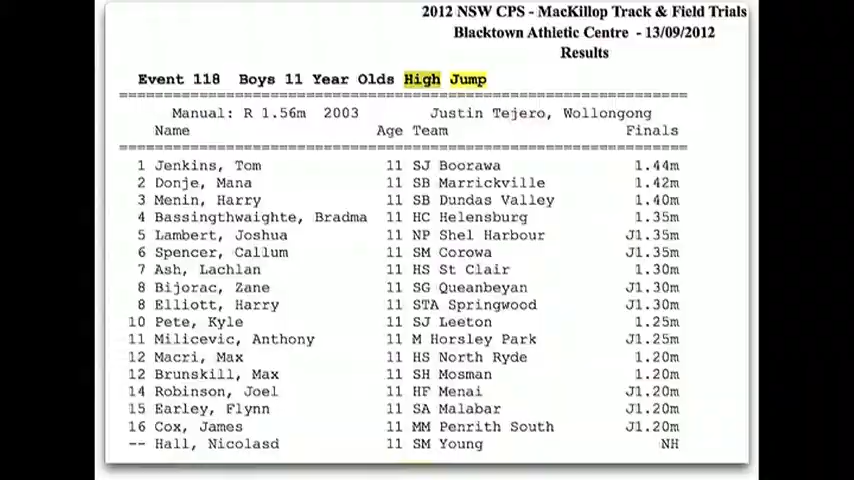 2012 NSW CPS - MacKillop Track & Field Trials
Blacktown Athletic Centre - 13/09/2012
Results
Event 118 Boys 11 Year Olds High Jump
================================================================
Manual: R 1.56m 2003 Justin Tejero, Wollongong
Name Age Team Finals
================================================================
1 Jenkins, Tom 11 SJ Boorawa 1.44m
2 Donje, Mana 11 SB Marrickville 1.42m
3 Menin, Harry 11 SB Dundas Valley 1.40m
4 Bassingthwaighte, Bradma 11 HC Helensburg 1.35m
5 Lambert, Joshua 11 NP Shel Harbour J1.35m
6 Spencer, Callum 11 SM Corowa J1.35m
7 Ash, Lachlan 11 HS St Clair 1.30m
8 Bijorac, Zane 11 SG Queanbeyan J1.30m
8 Elliott, Harry 11 STA Springwood J1.30m
10 Pete, Kyle 11 SJ Leeton 1.25m
11 Milicevic, Anthony 11 M Horsley Park J1.25m
12 Macri, Max 11 HS North Ryde 1.20m
12 Brunskill, Max 11 SH Mosman 1.20m
14 Robinson, Joel 11 HF Menai J1.20m
15 Earley, Flynn 11 SA Malabar J1.20m
16 Cox, James 11 MM Penrith South J1.20m
-- Hall, Nicolasd 11 SM Young NH